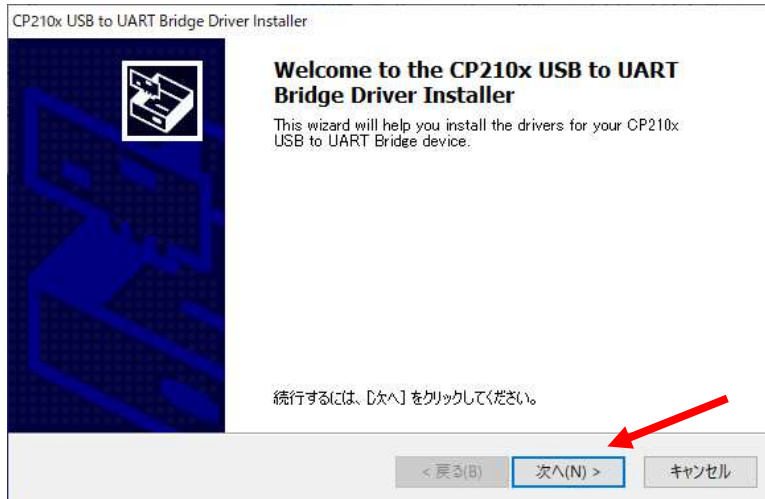 CP210x USB to UART Bridge Driver Installer
Welcome to the CP210x USB to UART
Bridge Driver Installer
This wizard will help you install the drivers for your CP210x
USB to UART Bridge device.
続行するには、[次へ] をクリックしてください。
< 戻る(B)
次へ(N) >
キャンセル